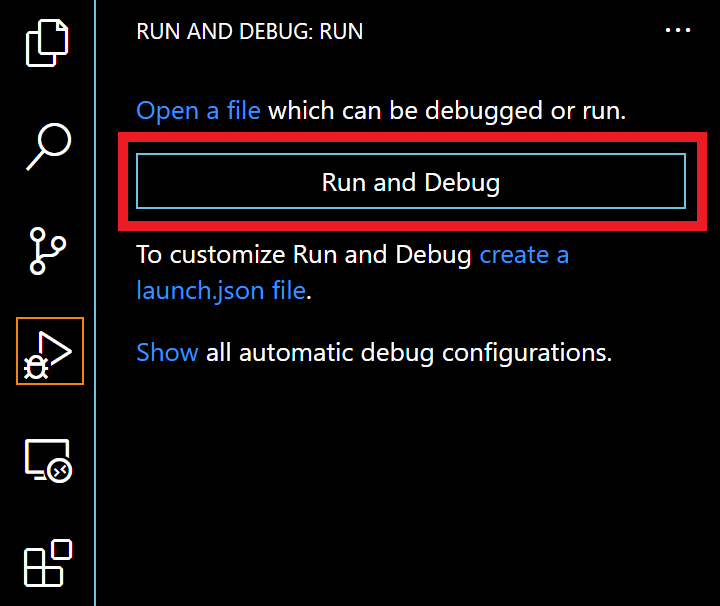 RUN AND DEBUG: RUN
Open a file which can be debugged or run.
Run and Debug
To customize Run and Debug create a
launch.json file.
Show all automatic debug configurations.